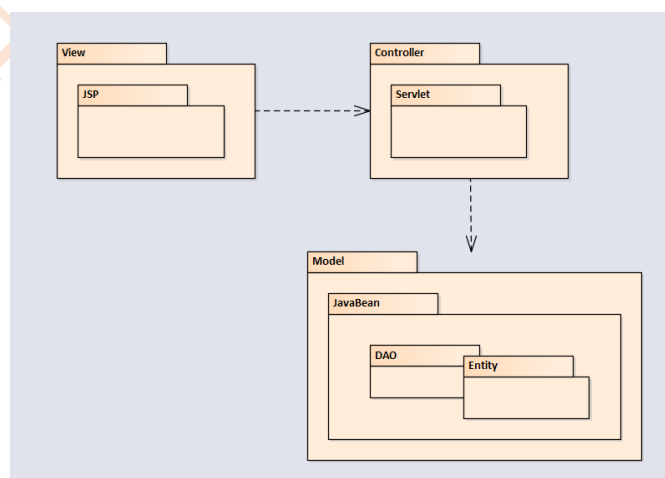 View
Controller
JSP
Servlet
Model
JavaBean
DAO
Entity